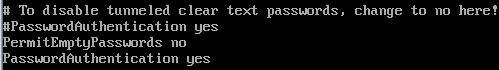 # To disable tunneled clear text passwords, change to no here!
#PasswordAuthentication yes
PermitEmptyPasswords no
PasswordAuthentication yes